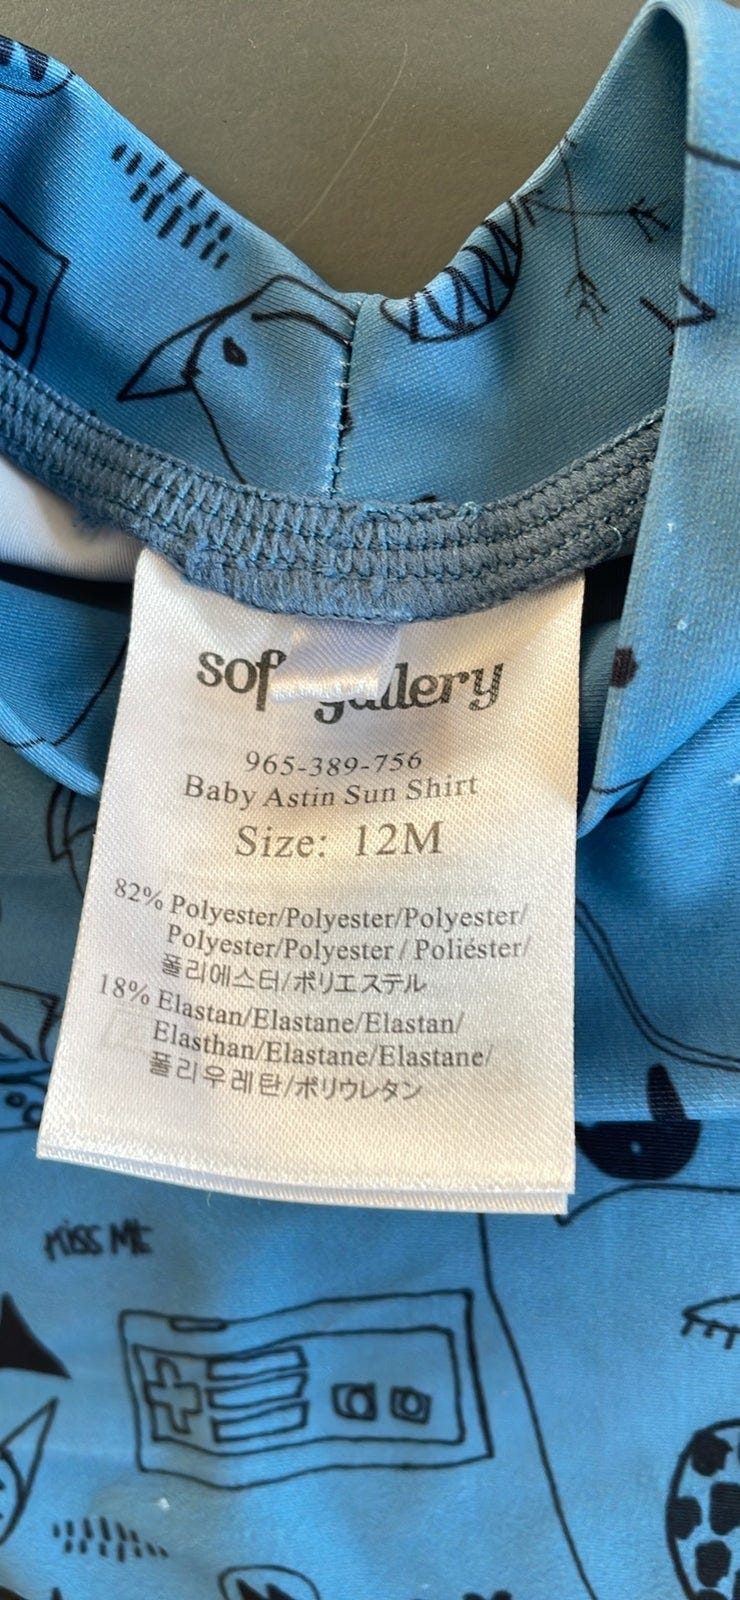 sof gallery
965-389-756
Baby Astin Sun Shirt
Size: 12M
82% Polyester/Polyester/Polyester/
Polyester/Polyester / Poliéster/
폴리에스터/ポリエステル
18% Elastan/Elastane/Elastan/
Elasthan/Elastane/Elastane/
폴리우레탄/ポリウレタン
KISS ME